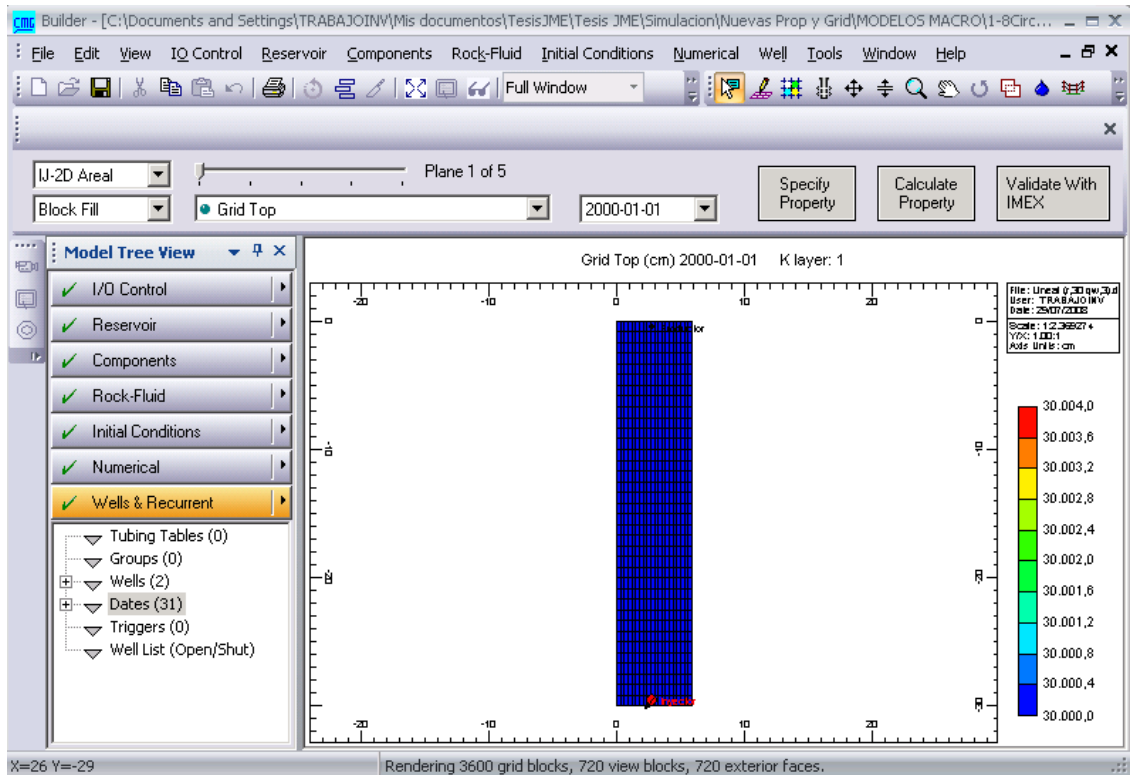 CMG Builder - [C:\Documents and Settings\TRABAJOINV\Mis documentos\TesisJME\Tesis JME\Simulacion\Nuevas Prop y Grid\MODELOS MACRO\1-8Circ...
File Edit View IO Control Reservoir Components Rock-Fluid Initial Conditions Numerical Well Tools Window Help
Full Window
IJ-2D Areal Plane 1 of 5
Block Fill Grid Top 2000-01-01
Specify Property
Calculate Property
Validate With IMEX
Model Tree View
I/O Control
Reservoir
Components
Rock-Fluid
Initial Conditions
Numerical
Wells & Recurrent
Tubing Tables (0)
Groups (0)
Wells (2)
Dates (31)
Triggers (0)
Well List (Open/Shut)
Grid Top (cm) 2000-01-01 K layer: 1
-20 -10 0 10 20
Injector
-20 -10 0 10 20
User: TRABAJOINV
Date: 29/07/2008
Y/X: 1.00:1
Axis Units: cm
30.004,0
30.003,6
30.003,2
30.002,8
30.002,4
30.002,0
30.001,6
30.001,2
30.000,8
30.000,4
30.000,0
X=26 Y=-29 Rendering 3600 grid blocks, 720 view blocks, 720 exterior faces.